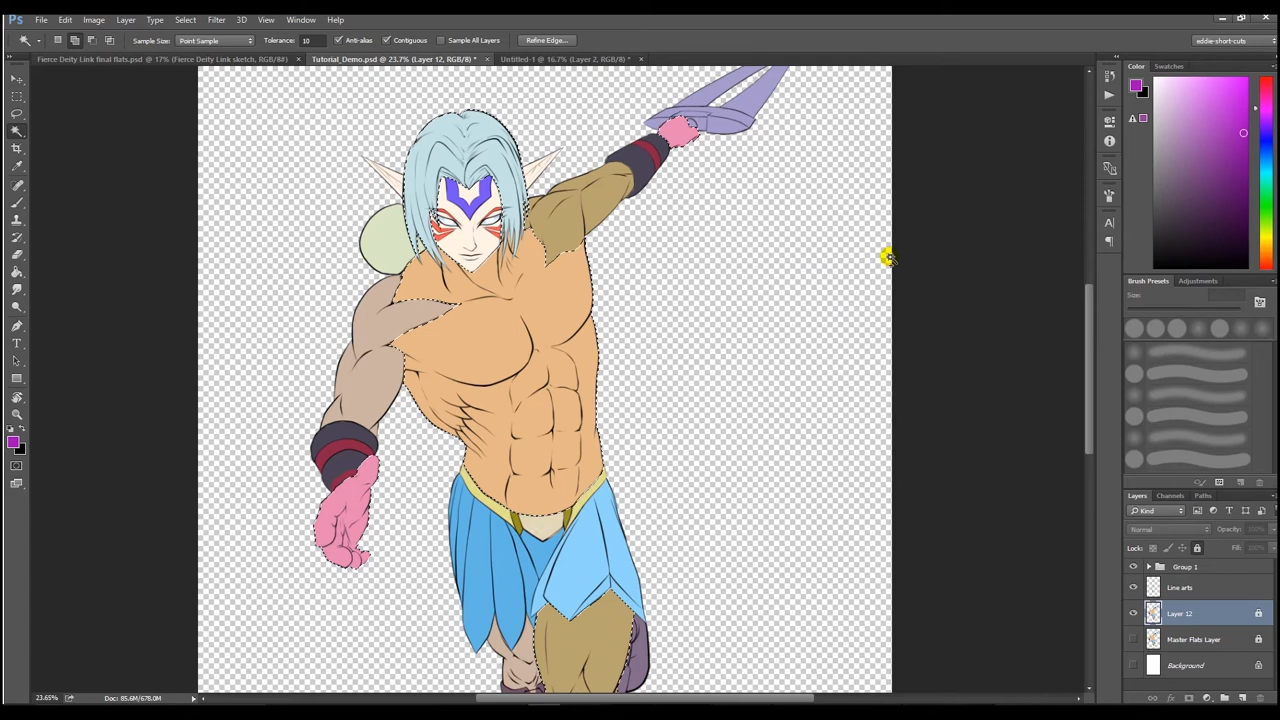 Ps File Edit Image Layer Type Select Filter 3D View Window Help
Sample Size: Point Sample Tolerance: 10 Anti-alias Contiguous Sample All Layers Refine Edge... eddie-short-cuts
Fierce Deity Link final flats.psd @ 17% (Fierce Deity Link sketch, RGB/8#) × Tutorial_Demo.psd @ 23.7% (Layer 12, RGB/8) * × Untitled-1 @ 16.7% (Layer 2, RGB/8) * ×
Color Swatches
Brush Presets Adjustments
Size:
Layers Channels Paths
Kind
Normal Opacity: 100%
Lock: Fill: 100%
Group 1
Line arts
Layer 12
Master Flats Layer
Background
23.65% Doc: 85.6M/678.0M